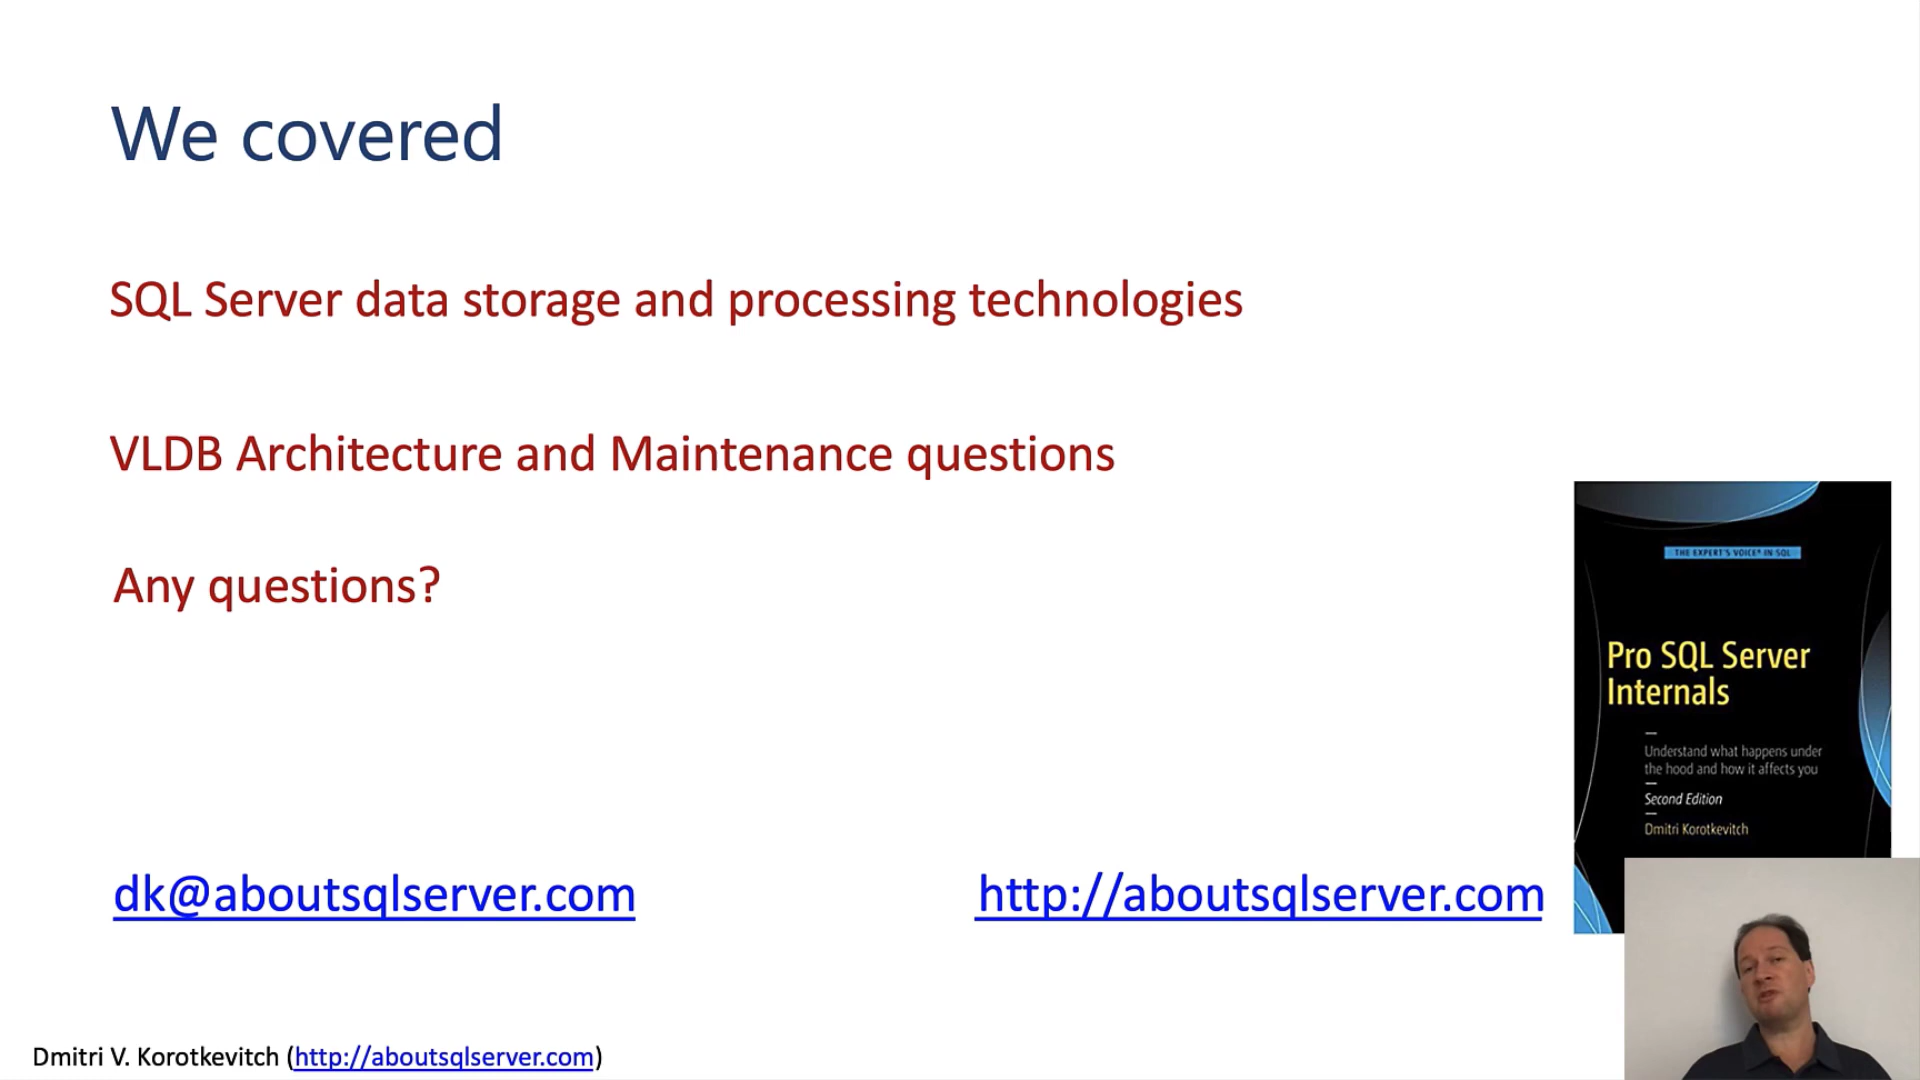 We covered
SQL Server data storage and processing technologies
VLDB Architecture and Maintenance questions
Any questions?
THE EXPERT'S VOICE® IN SQL
Pro SQL Server
Internals
Understand what happens under
the hood and how it affects you
Second Edition
Dmitri Korotkevitch
dk@aboutsqlserver.com
http://aboutsqlserver.com
Dmitri V. Korotkevitch (http://aboutsqlserver.com)